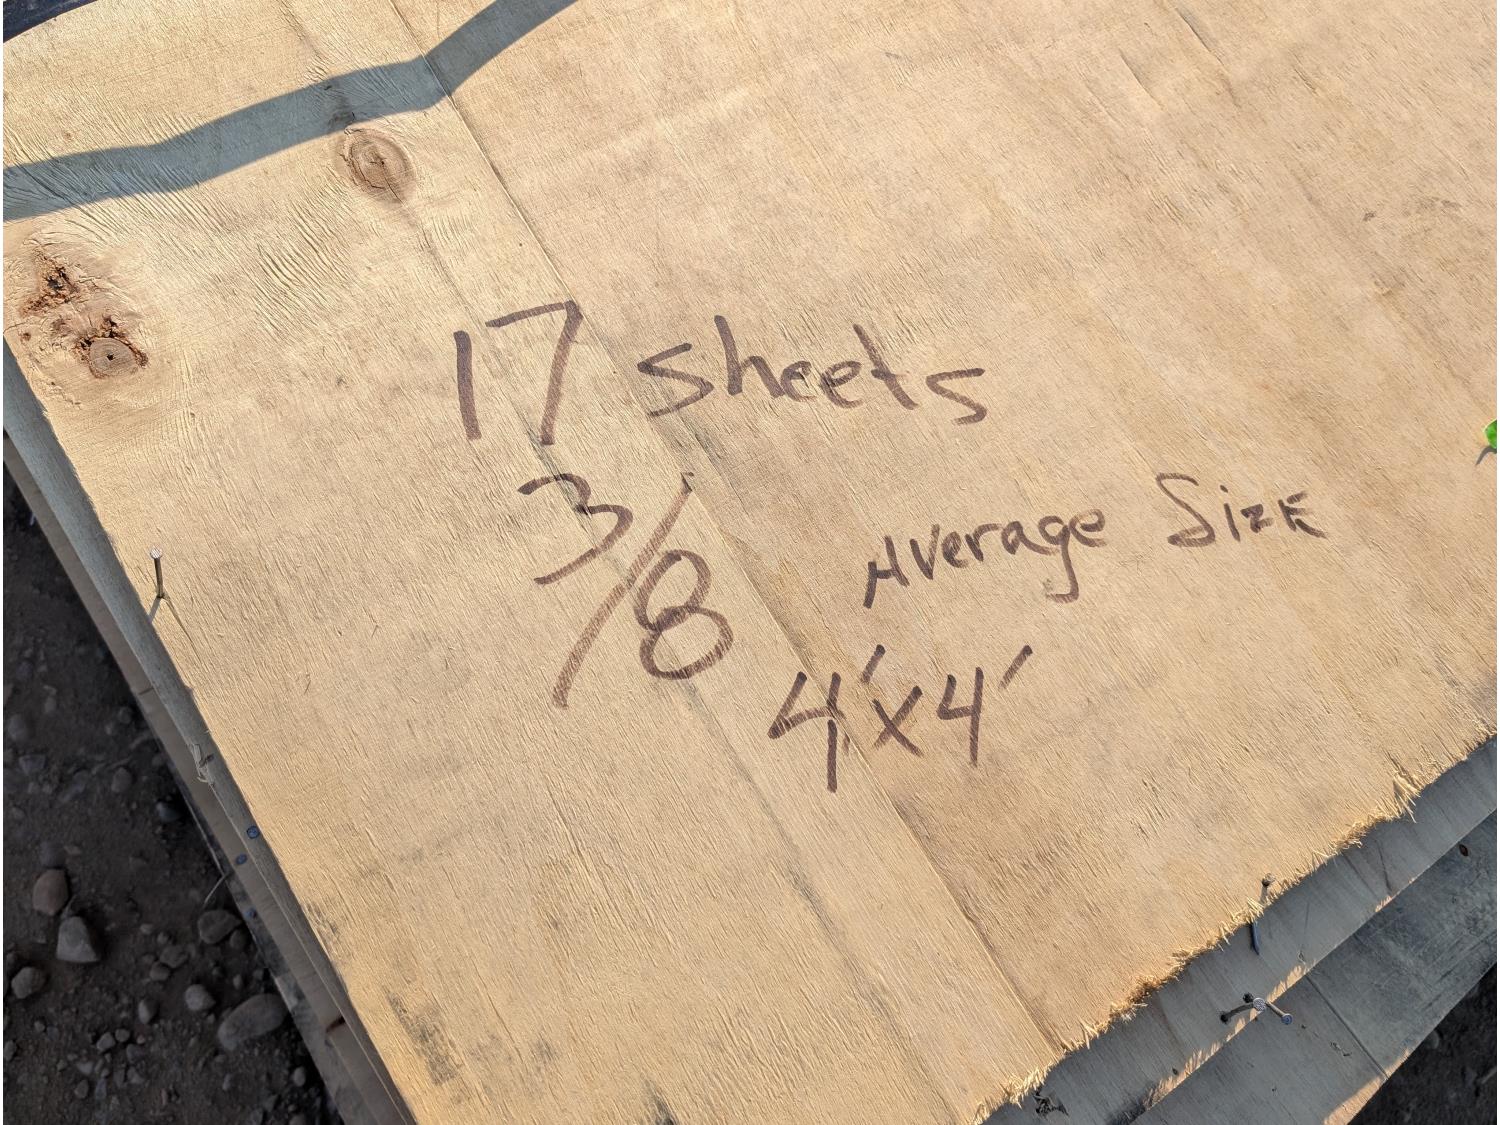 17 sheets
3/8
Average SizE
4'x4'